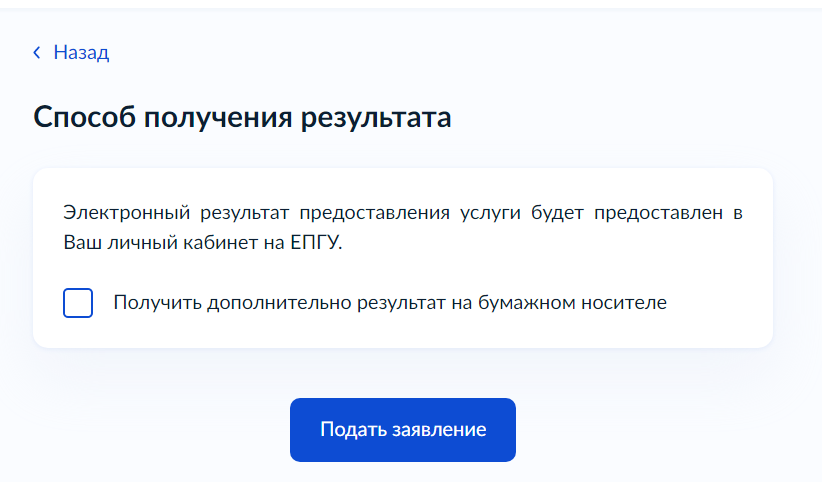 Назад
Способ получения результата
Электронный результат предоставления услуги будет предоставлен в
Ваш личный кабинет на ЕПГУ.
Получить дополнительно результат на бумажном носителе
Подать заявление